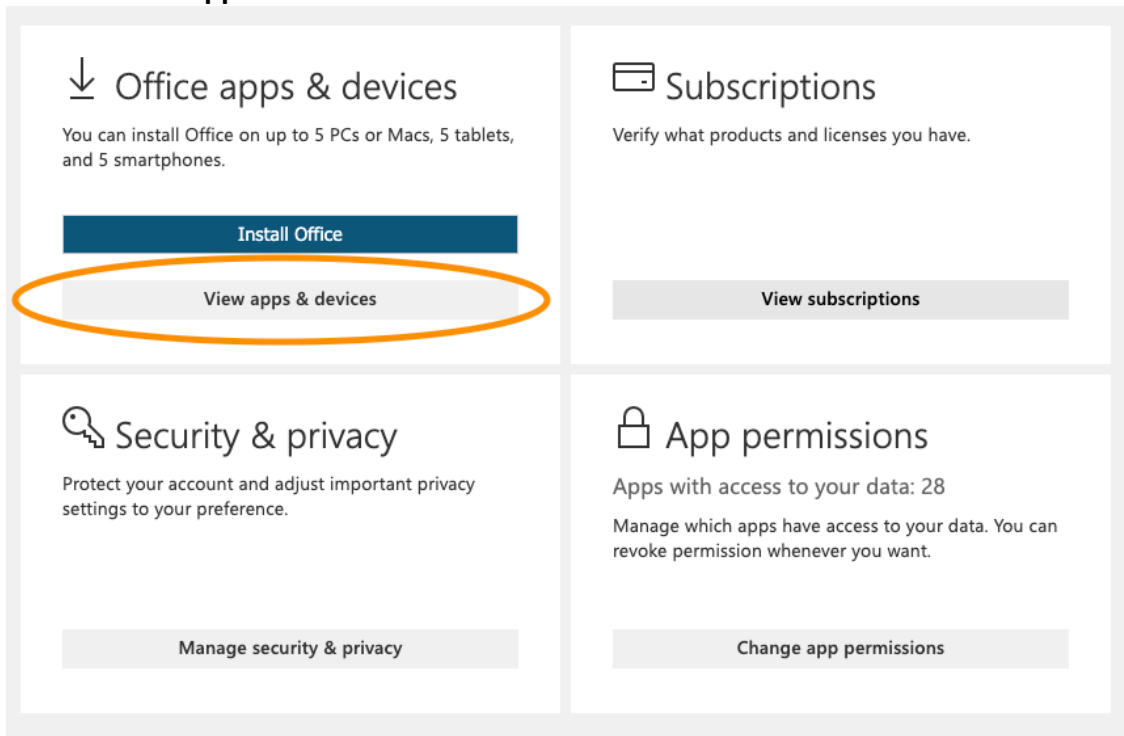 Office apps & devices
You can install Office on up to 5 PCs or Macs, 5 tablets,
and 5 smartphones.
Install Office
View apps & devices
Subscriptions
Verify what products and licenses you have.
View subscriptions
Security & privacy
Protect your account and adjust important privacy
settings to your preference.
Manage security & privacy
App permissions
Apps with access to your data: 28
Manage which apps have access to your data. You can
revoke permission whenever you want.
Change app permissions